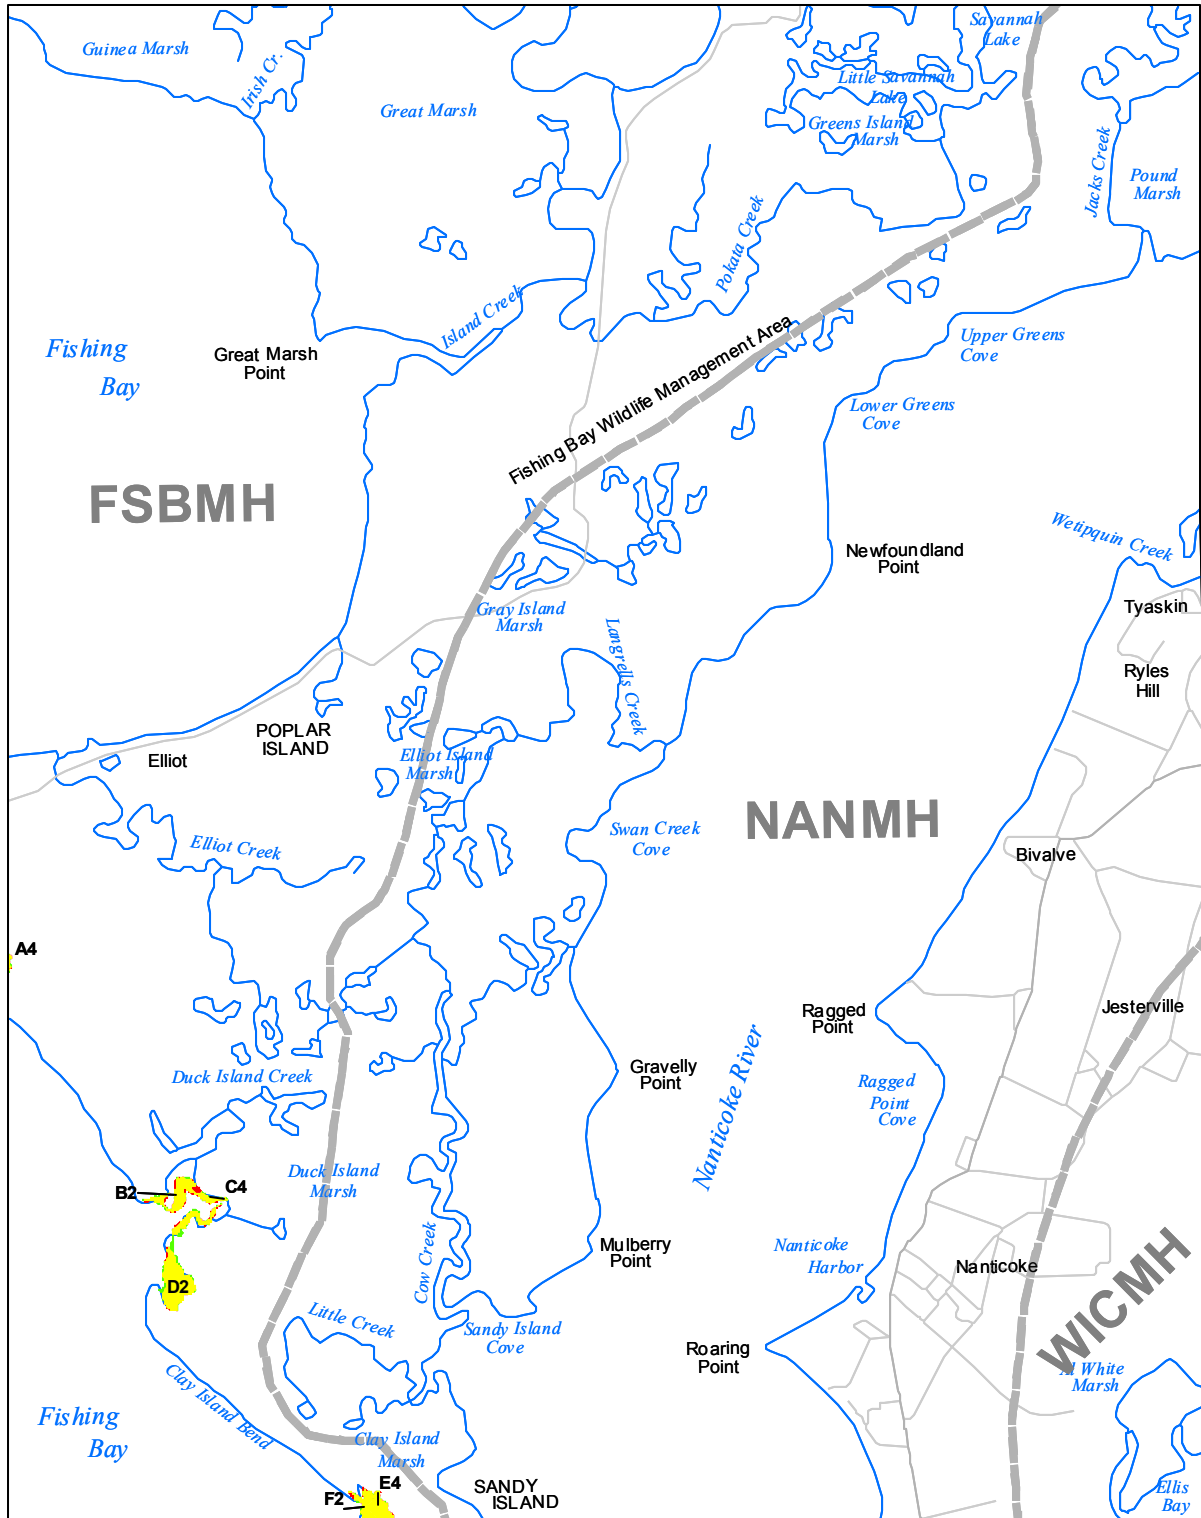 Savannah
Lake
Guinea Marsh
Irish Cr.
Great Marsh
Little Savannah
Lake
Greens Island
Marsh
Jacks Creek
Pound
Marsh
Pokata Creek
Island Creek
Fishing
Bay
Great Marsh
Point
Upper Greens
Cove
Fishing Bay Wildlife Management Area
Lower Greens
Cove
FSBMH
Wetipquin Creek
Newfoundland
Point
Tyaskin
Gray Island
Marsh
Langrells Creek
Ryles
Hill
POPLAR
ISLAND
Elliot
Elliot Island
Marsh
NANMH
Swan Creek
Cove
Elliot Creek
Bivalve
A4
Ragged
Point
Jesterville
Duck Island Creek
Gravelly
Point
Nanticoke River
Ragged
Point
Cove
Duck Island
Marsh
B2
C4
Cow Creek
Mulberry
Point
Nanticoke
Harbor
Nanticoke
D2
WICMH
Little Creek
Sandy Island
Cove
Roaring
Point
Al White
Marsh
Clay Island Bend
Fishing
Bay
Clay Island
Marsh
E4
F2
SANDY
ISLAND
Ellis
Bay